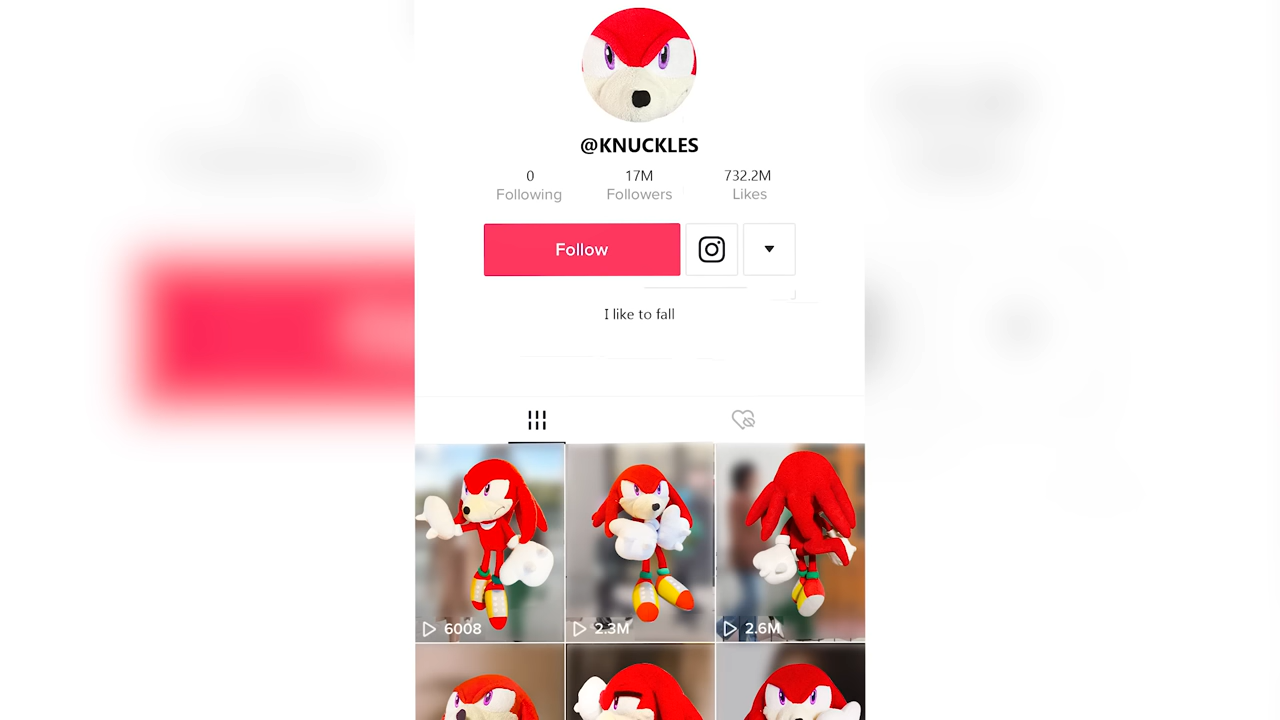 @KNUCKLES
0 17M 732.2M
Following Followers Likes
Follow
I like to fall
6008 2.3M 2.6M